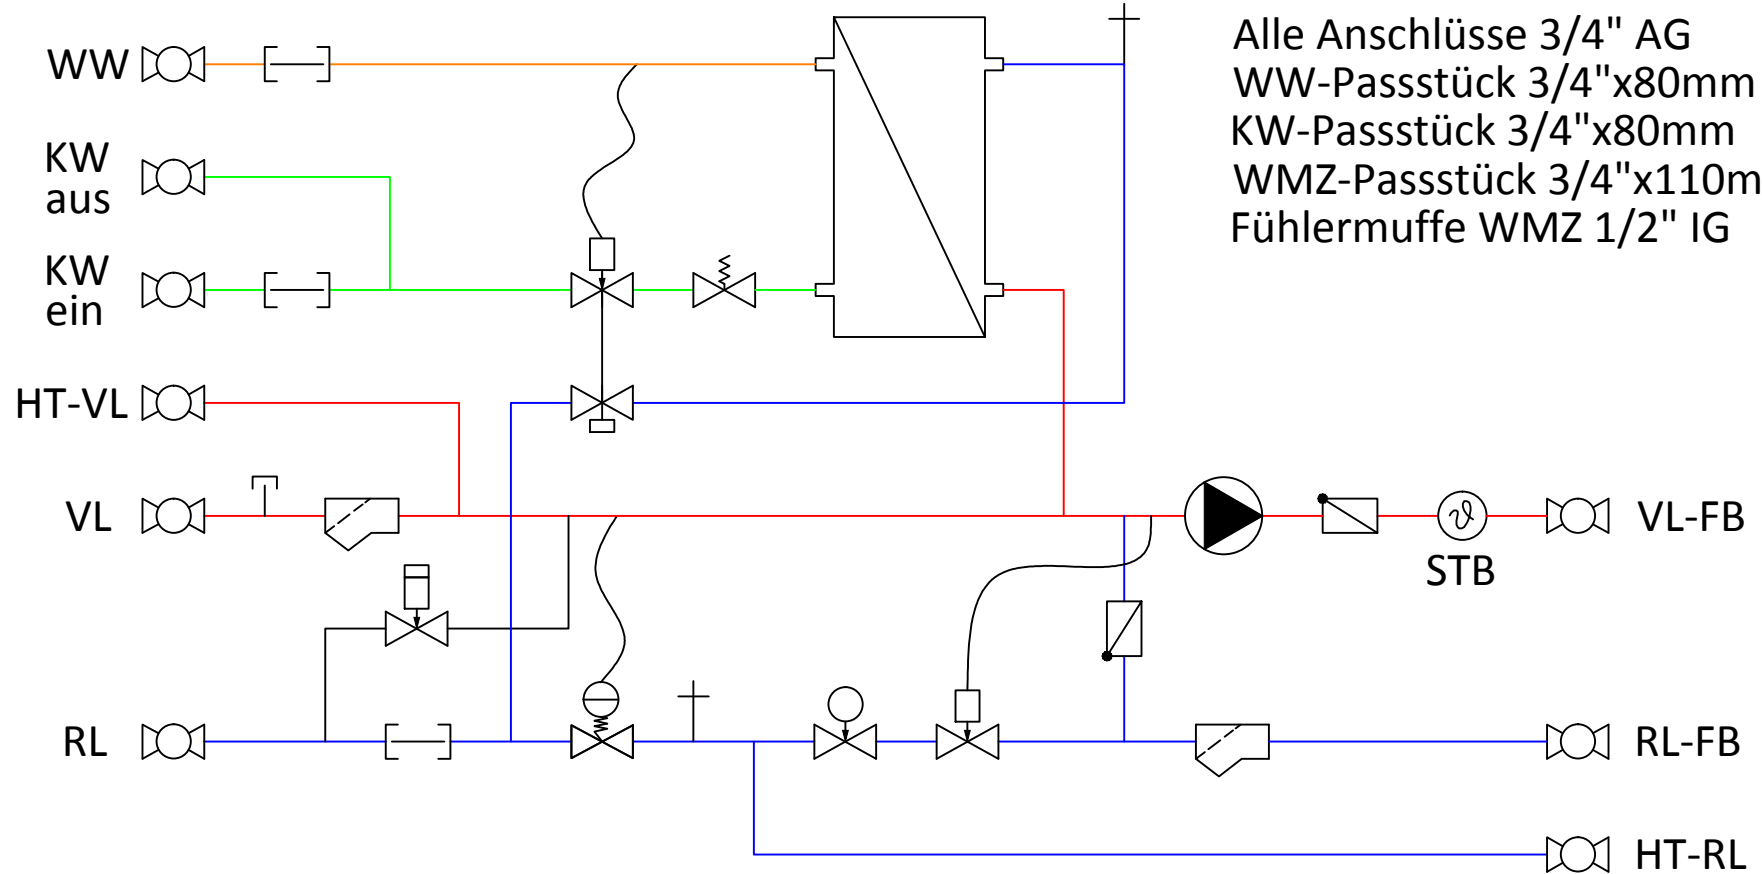 Alle Anschlüsse 3/4" AG
WW-Passstück 3/4"x80mm
KW-Passstück 3/4"x80mm
WMZ-Passstück 3/4"x110m
Fühlermuffe WMZ 1/2" IG
WW
KW
aus
KW
ein
HT-VL
VL
VL-FB
STB
RL
RL-FB
HT-RL